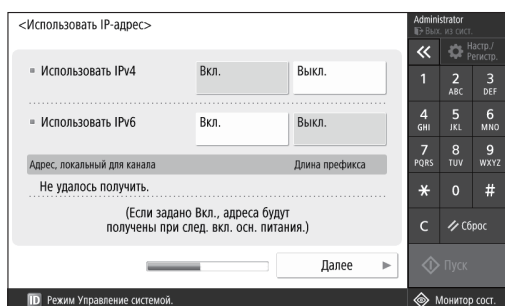 <Использовать IP-адрес>
Использовать IPv4
Вкл.
Выкл.
Использовать IPv6
Вкл.
Выкл.
Адрес, локальный для канала
Длина префикса
Не удалось получить.
(Если задано Вкл., адреса будут
получены при след. вкл. осн. питания.)
Далее
ID Режим Управление системой.
Administrator
Вых. из сист.
Настр./
Регистр.
1
2
3
ABC
DEF
4
5
6
GHI
JKL
MNO
7
8
9
PQRS
TUV
WXYZ
*
0
#
C
Сброс
Пуск
Монитор сост.